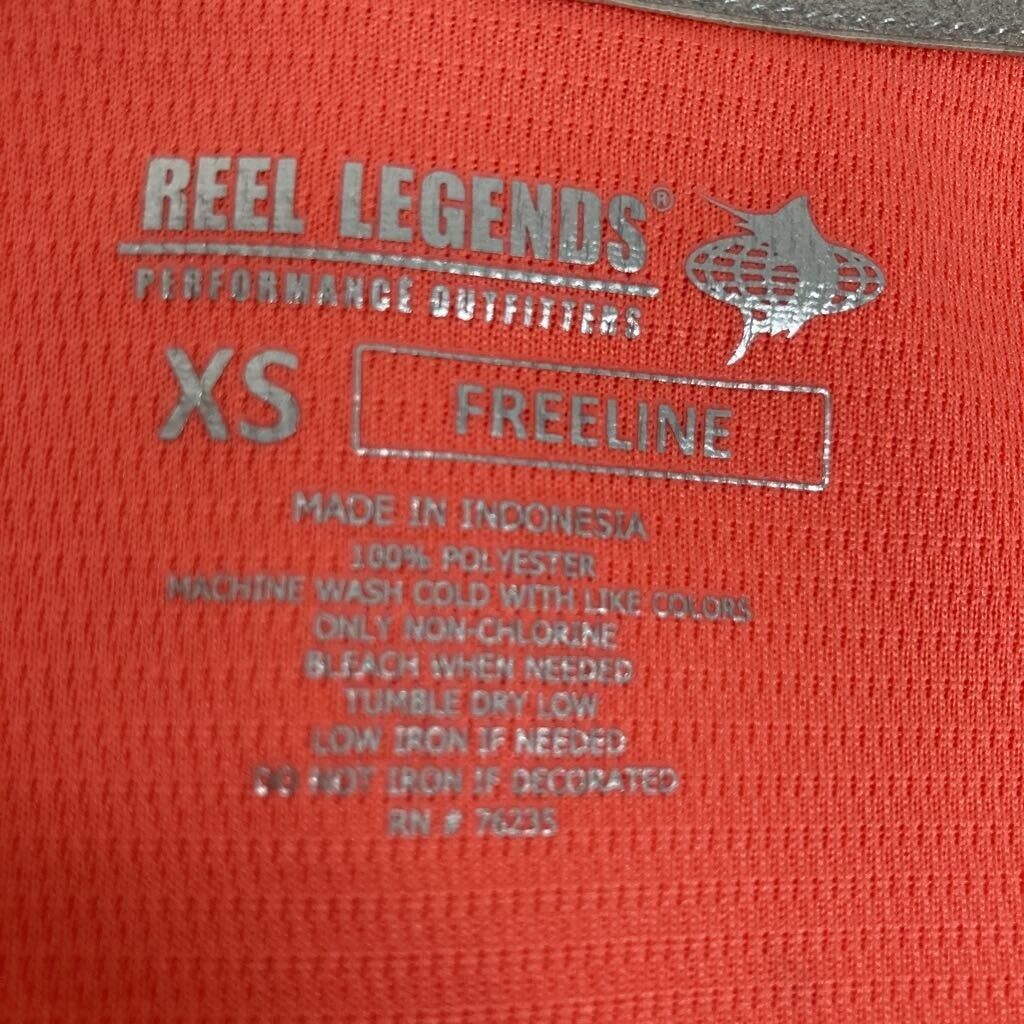 REEL LEGENDS®
PERFORMANCE OUTFITTERS
XS FREELINE
MADE IN INDONESIA
100% POLYESTER
MACHINE WASH COLD WITH LIKE COLORS
ONLY NON-CHLORINE
BLEACH WHEN NEEDED
TUMBLE DRY LOW
LOW IRON IF NEEDED
DO NOT IRON IF DECORATED
RN # 76235